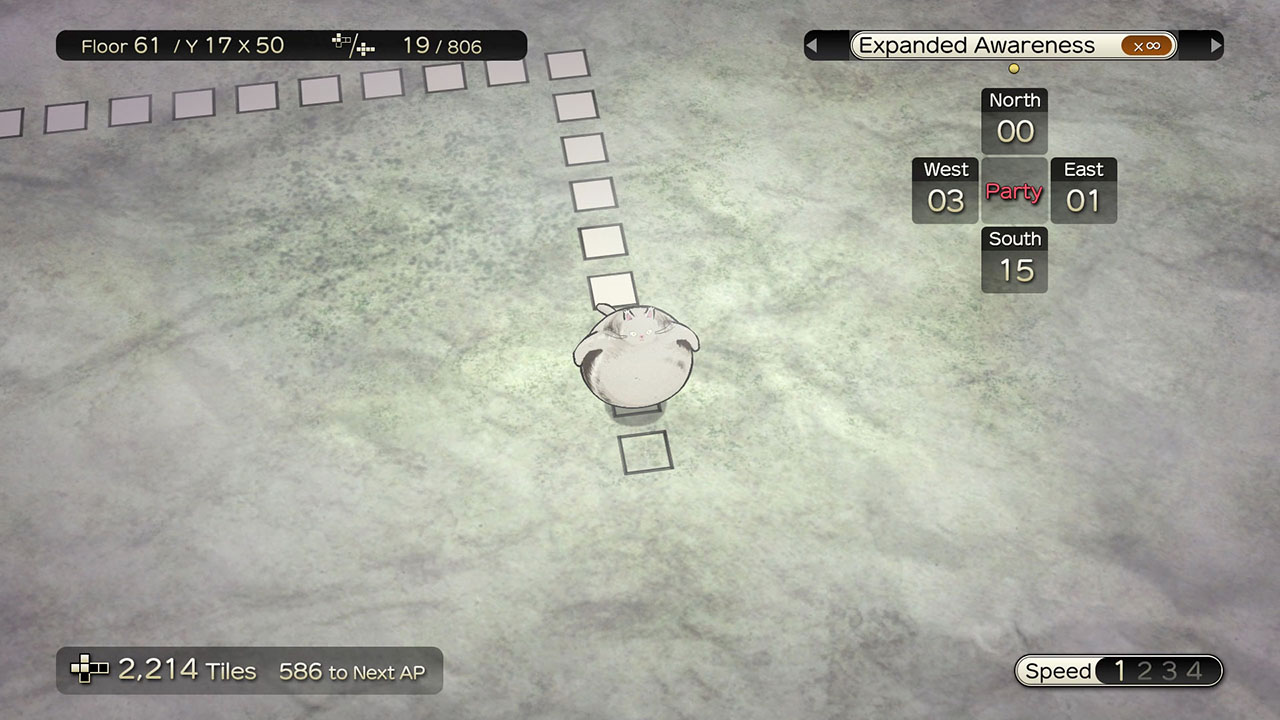 Floor 61 / Y 17 X 50 19 / 806
Expanded Awareness ×∞
North
00
West
03
Party
East
01
South
15
2,214 Tiles 586 to Next AP
Speed 1 2 3 4